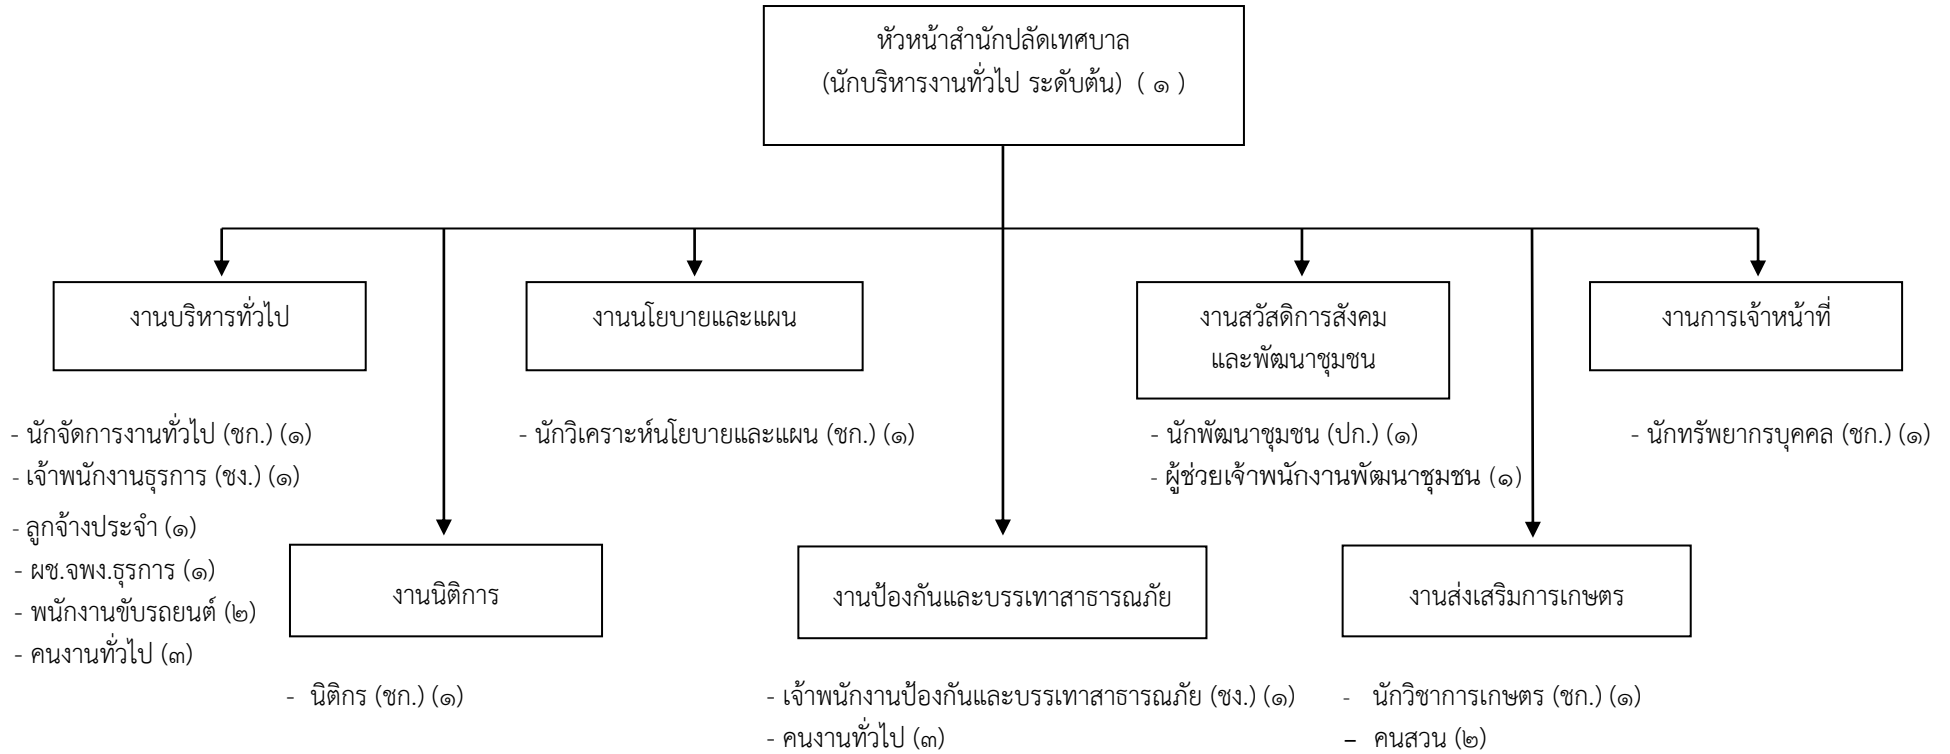 หัวหน้าสำนักปลัดเทศบาล
(นักบริหารงานทั่วไป ระดับต้น) ( ๑ )
งานบริหารทั่วไป
- นักจัดการงานทั่วไป (ชก.) (๑)
- เจ้าพนักงานธุรการ (ชง.) (๑)
- ลูกจ้างประจำ (๑)
- ผช.จพง.ธุรการ (๑)
- พนักงานขับรถยนต์ (๒)
- คนงานทั่วไป (๓)
งานนโยบายและแผน
- นักวิเคราะห์นโยบายและแผน (ชก.) (๑)
งานสวัสดิการสังคม
และพัฒนาชุมชน
- นักพัฒนาชุมชน (ปก.) (๑)
- ผู้ช่วยเจ้าพนักงานพัฒนาชุมชน (๑)
งานการเจ้าหน้าที่
- นักทรัพยากรบุคคล (ชก.) (๑)
งานนิติการ
- นิติกร (ชก.) (๑)
งานป้องกันและบรรเทาสาธารณภัย
- เจ้าพนักงานป้องกันและบรรเทาสาธารณภัย (ชง.) (๑)
- คนงานทั่วไป (๓)
งานส่งเสริมการเกษตร
- นักวิชาการเกษตร (ชก.) (๑)
– คนสวน (๒)